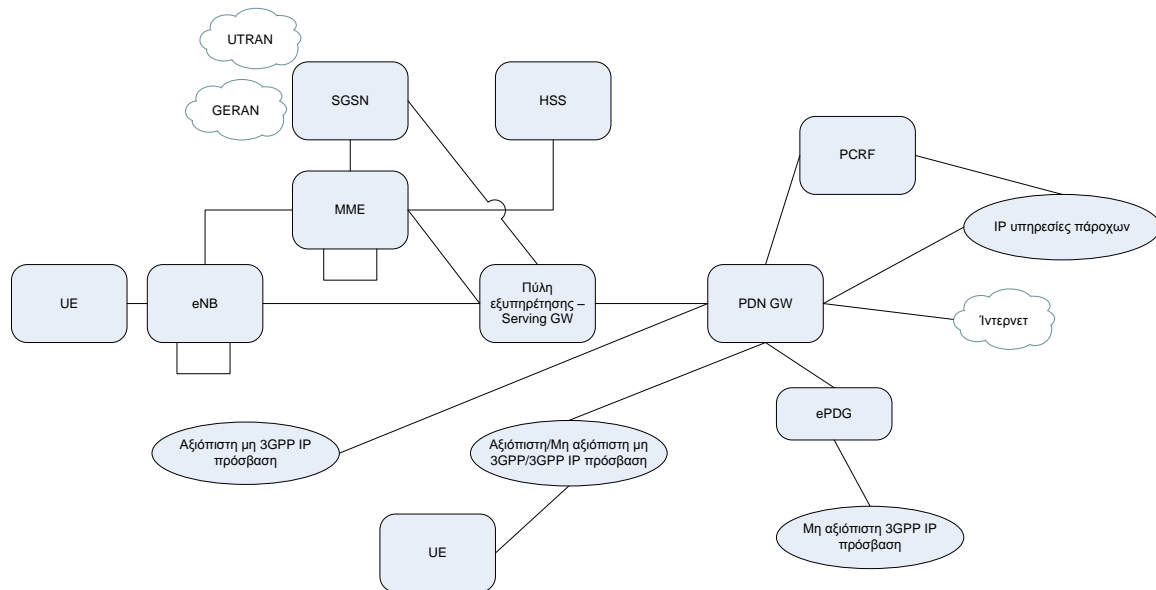 UTRAN
GERAN
SGSN
HSS
MME
PCRF
IP υπηρεσίες πάροχων
UE
eNB
Πύλη
εξυπηρέτησης –
Serving GW
PDN GW
Ίντερνετ
ePDG
Αξιόπιστη μη 3GPP IP
πρόσβαση
Αξιόπιστη/Μη αξιόπιστη μη
3GPP/3GPP IP πρόσβαση
Μη αξιόπιστη 3GPP IP
πρόσβαση
UE